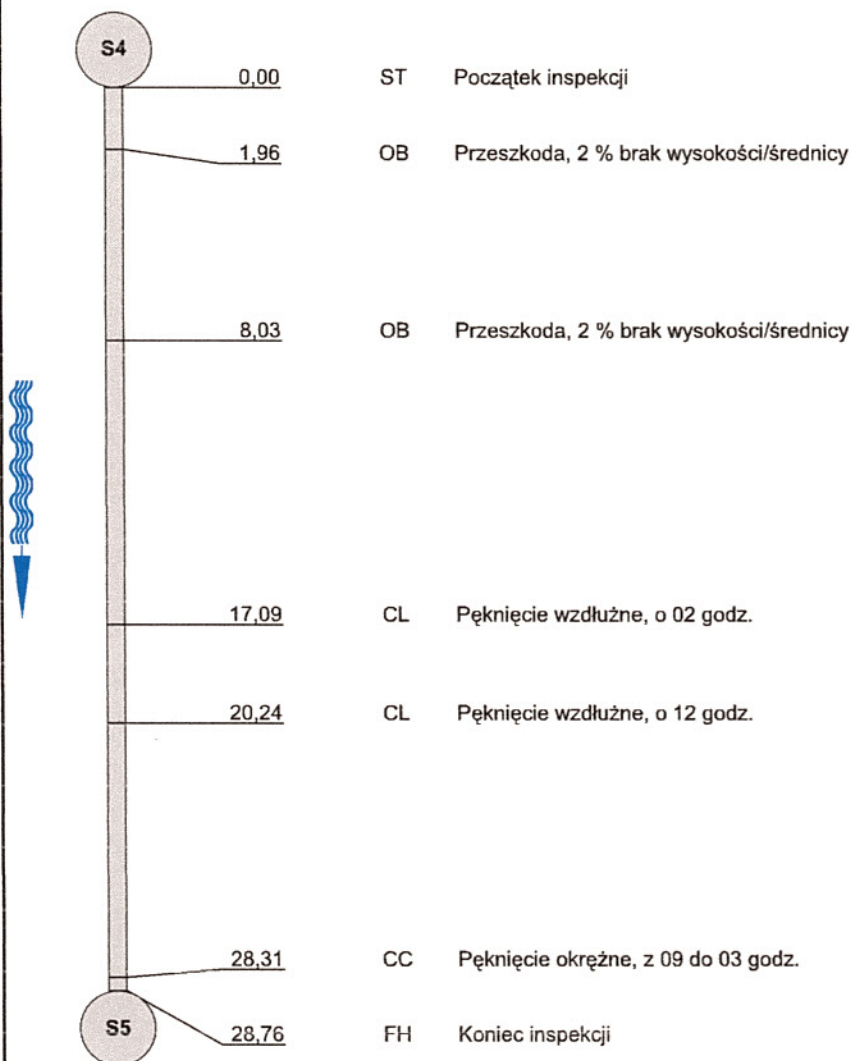 S4
0,00 ST Początek inspekcji
1,96 OB Przeszkoda, 2 % brak wysokości/średnicy
8,03 OB Przeszkoda, 2 % brak wysokości/średnicy
17,09 CL Pęknięcie wzdłużne, o 02 godz.
20,24 CL Pęknięcie wzdłużne, o 12 godz.
28,31 CC Pęknięcie okrężne, z 09 do 03 godz.
S5
28,76 FH Koniec inspekcji